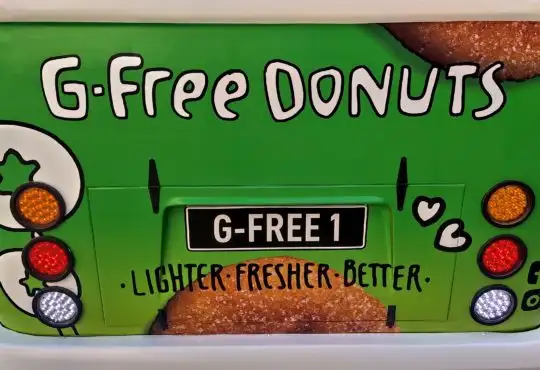 G·Free DONUTS
G-FREE 1
·LIGHTER·FRESHER·BETTER·